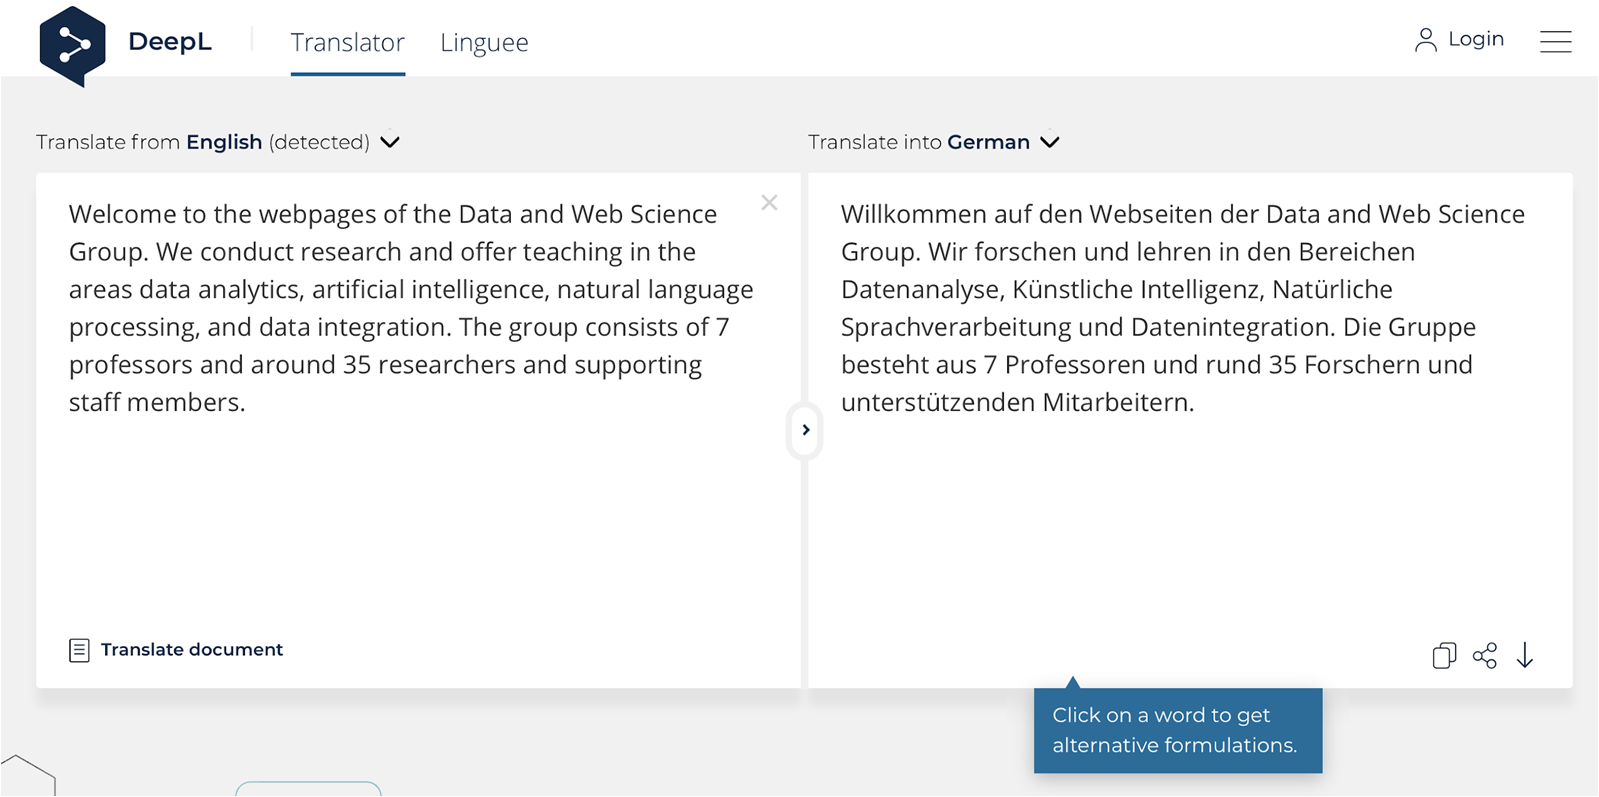 DeepL
Translator
Linguee
Login
Translate from English (detected)
Translate into German
Welcome to the webpages of the Data and Web Science
Group. We conduct research and offer teaching in the
areas data analytics, artificial intelligence, natural language
processing, and data integration. The group consists of 7
professors and around 35 researchers and supporting
staff members.
Translate document
Willkommen auf den Webseiten der Data and Web Science
Group. Wir forschen und lehren in den Bereichen
Datenanalyse, Künstliche Intelligenz, Natürliche
Sprachverarbeitung und Datenintegration. Die Gruppe
besteht aus 7 Professoren und rund 35 Forschern und
unterstützenden Mitarbeitern.
Click on a word to get
alternative formulations.